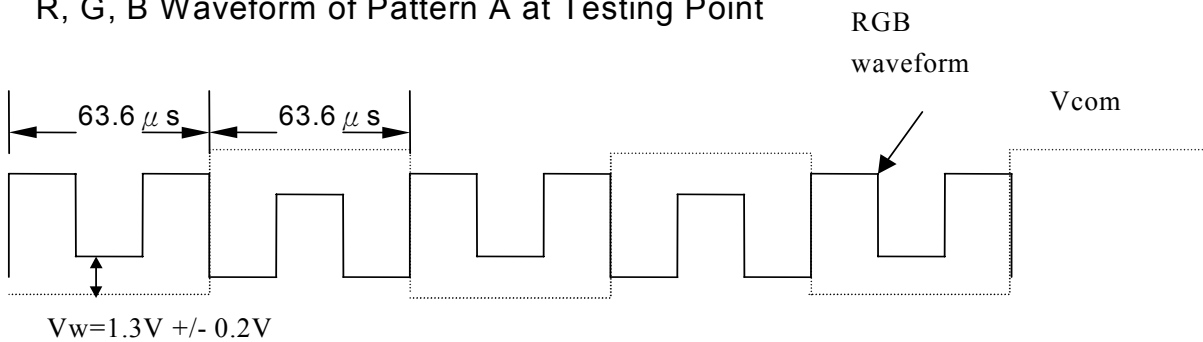 R, G, B Waveform of Pattern A at Testing Point
RGB
waveform
Vcom
63.6 μ s
63.6 μ s
Vw=1.3V +/- 0.2V